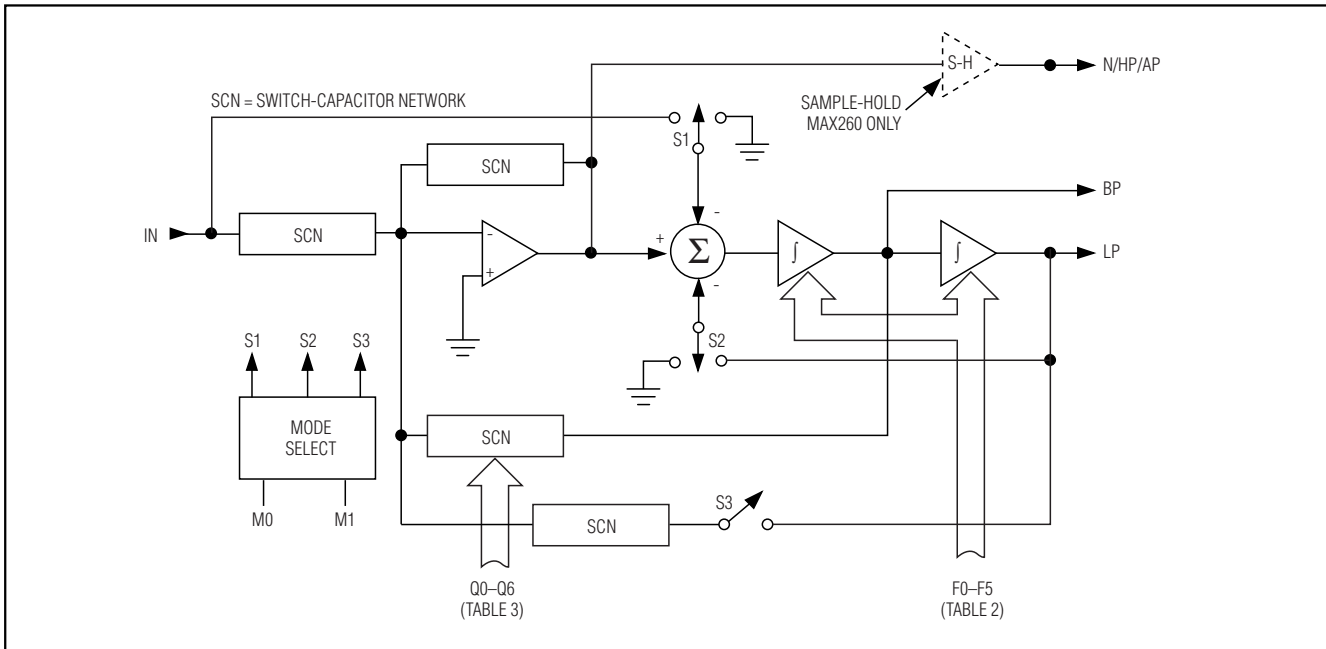 S-H
N/HP/AP
SCN = SWITCH-CAPACITOR NETWORK
SAMPLE-HOLD
MAX260 ONLY
S1
SCN
-
BP
IN
SCN
-
+
+
Σ
∫
∫
LP
-
S1
S2
S3
S2
MODE
SELECT
SCN
M0
M1
SCN
S3
Q0–Q6
(TABLE 3)
F0–F5
(TABLE 2)